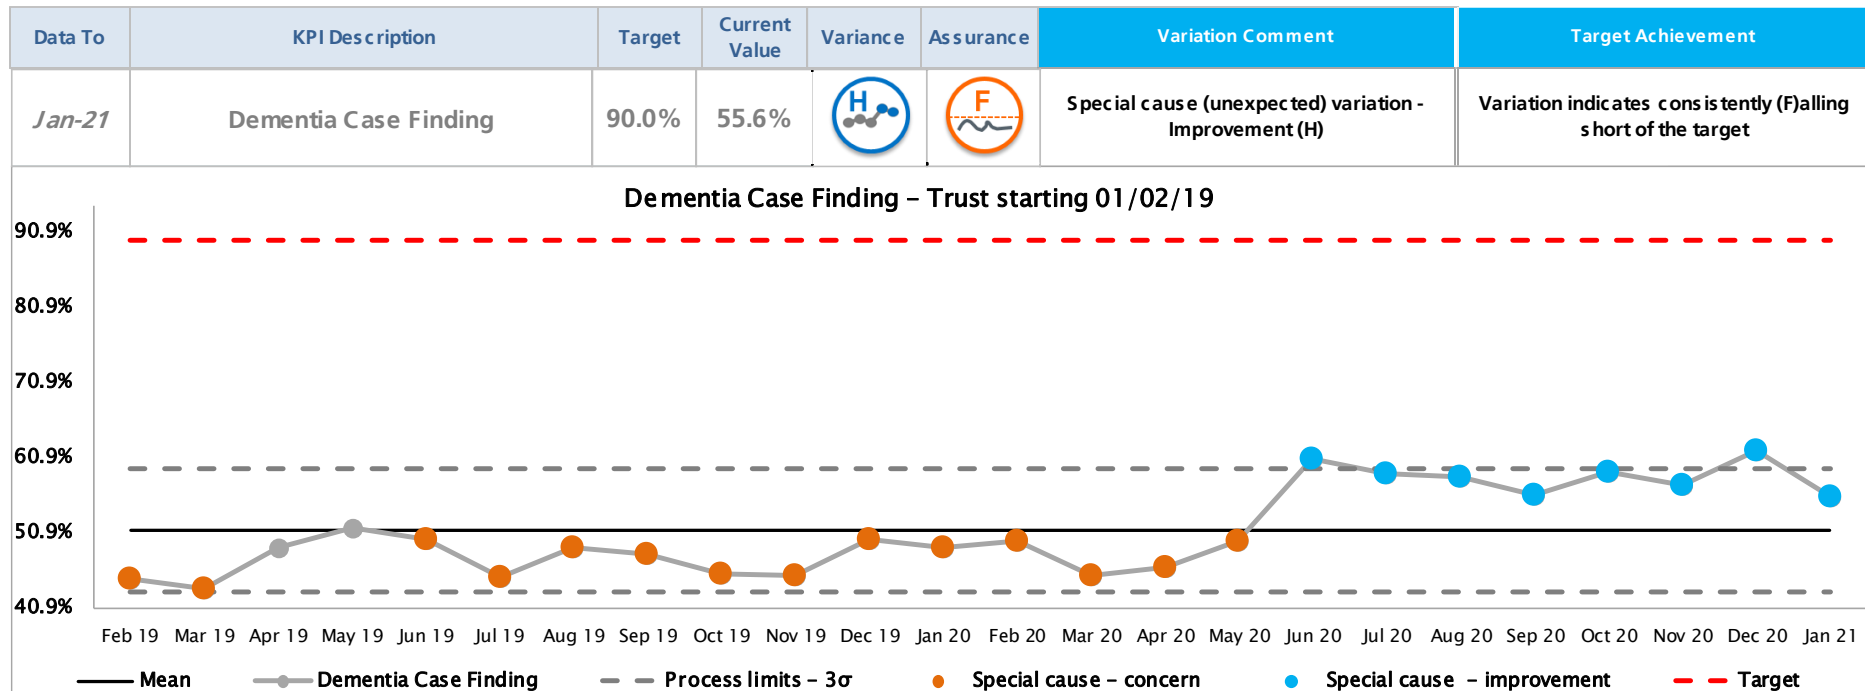 Data To KPI Description Target Current Value Variance Assurance Variation Comment Target Achievement
Jan-21 Dementia Case Finding 90.0% 55.6% H F Special cause (unexpected) variation - Improvement (H) Variation indicates consistently (F)alling short of the target
Dementia Case Finding - Trust starting 01/02/19
90.9%
80.9%
70.9%
60.9%
50.9%
40.9%
Feb 19 Mar 19 Apr 19 May 19 Jun 19 Jul 19 Aug 19 Sep 19 Oct 19 Nov 19 Dec 19 Jan 20 Feb 20 Mar 20 Apr 20 May 20 Jun 20 Jul 20 Aug 20 Sep 20 Oct 20 Nov 20 Dec 20 Jan 21
Mean Dementia Case Finding Process limits - 3σ Special cause - concern Special cause - improvement Target